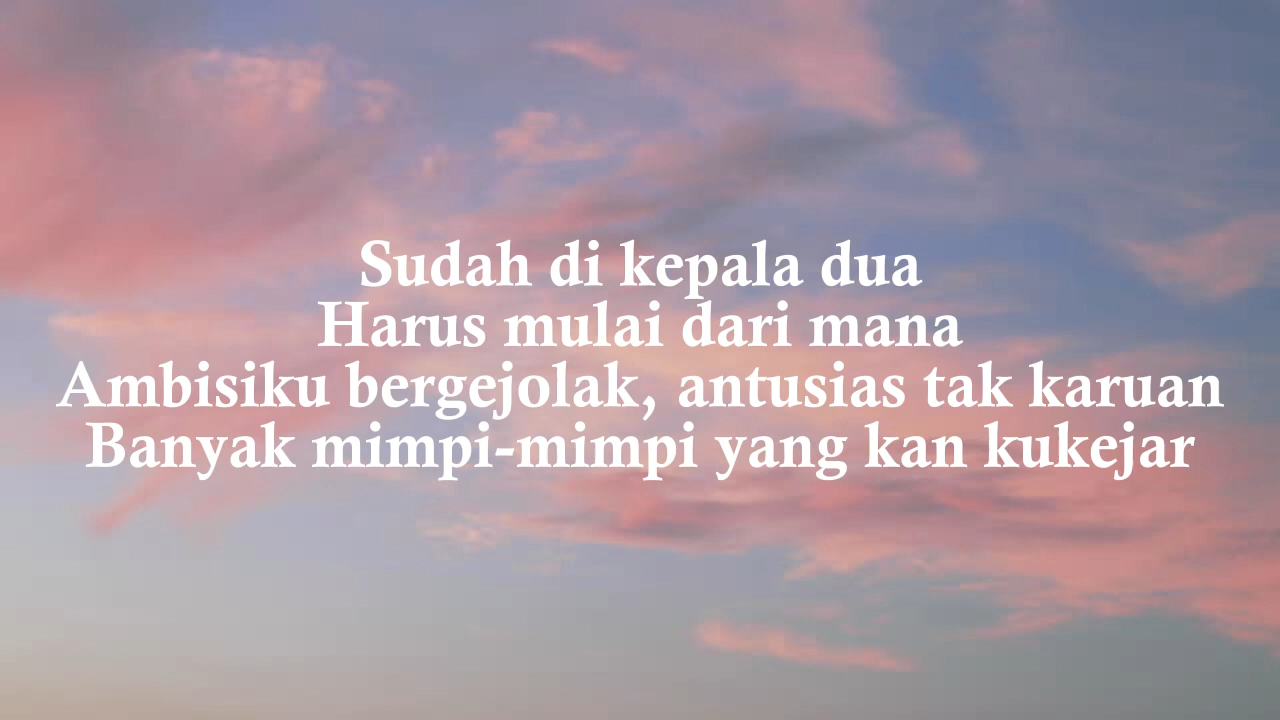 Sudah di kepala dua
Harus mulai dari mana
Ambisiku bergejolak, antusias tak karuan
Banyak mimpi-mimpi yang kan kukejar